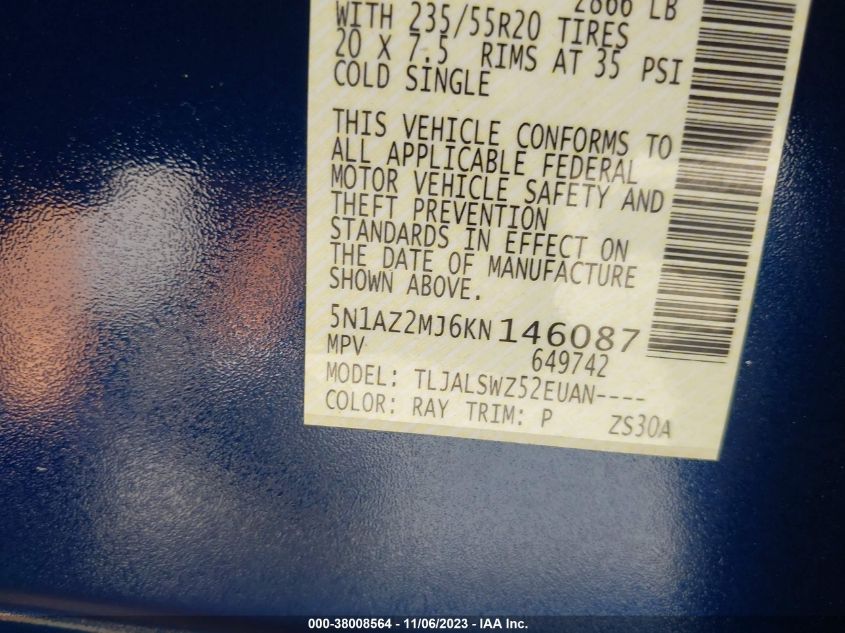 2866 LB
WITH 235/55R20 TIRES
20 X 7.5 RIMS AT 35 PSI
COLD SINGLE
THIS VEHICLE CONFORMS TO
ALL APPLICABLE FEDERAL
MOTOR VEHICLE SAFETY AND
THEFT PREVENTION
STANDARDS IN EFFECT ON
THE DATE OF MANUFACTURE
SHOWN ABOVE.
5N1AZ2MJ6KN146087
MPV 649742
MODEL: TLJALSWZ52EUAN----
COLOR: RAY TRIM: P ZS30A
000-38008564 - 11/06/2023 - IAA Inc.